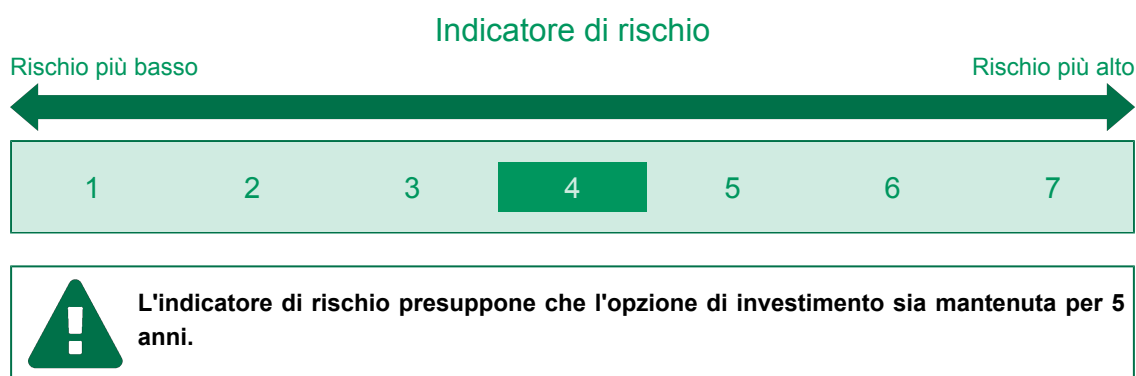 Indicatore di rischio
Rischio più basso Rischio più alto
1 2 3 4 5 6 7
L'indicatore di rischio presuppone che l'opzione di investimento sia mantenuta per 5
anni.